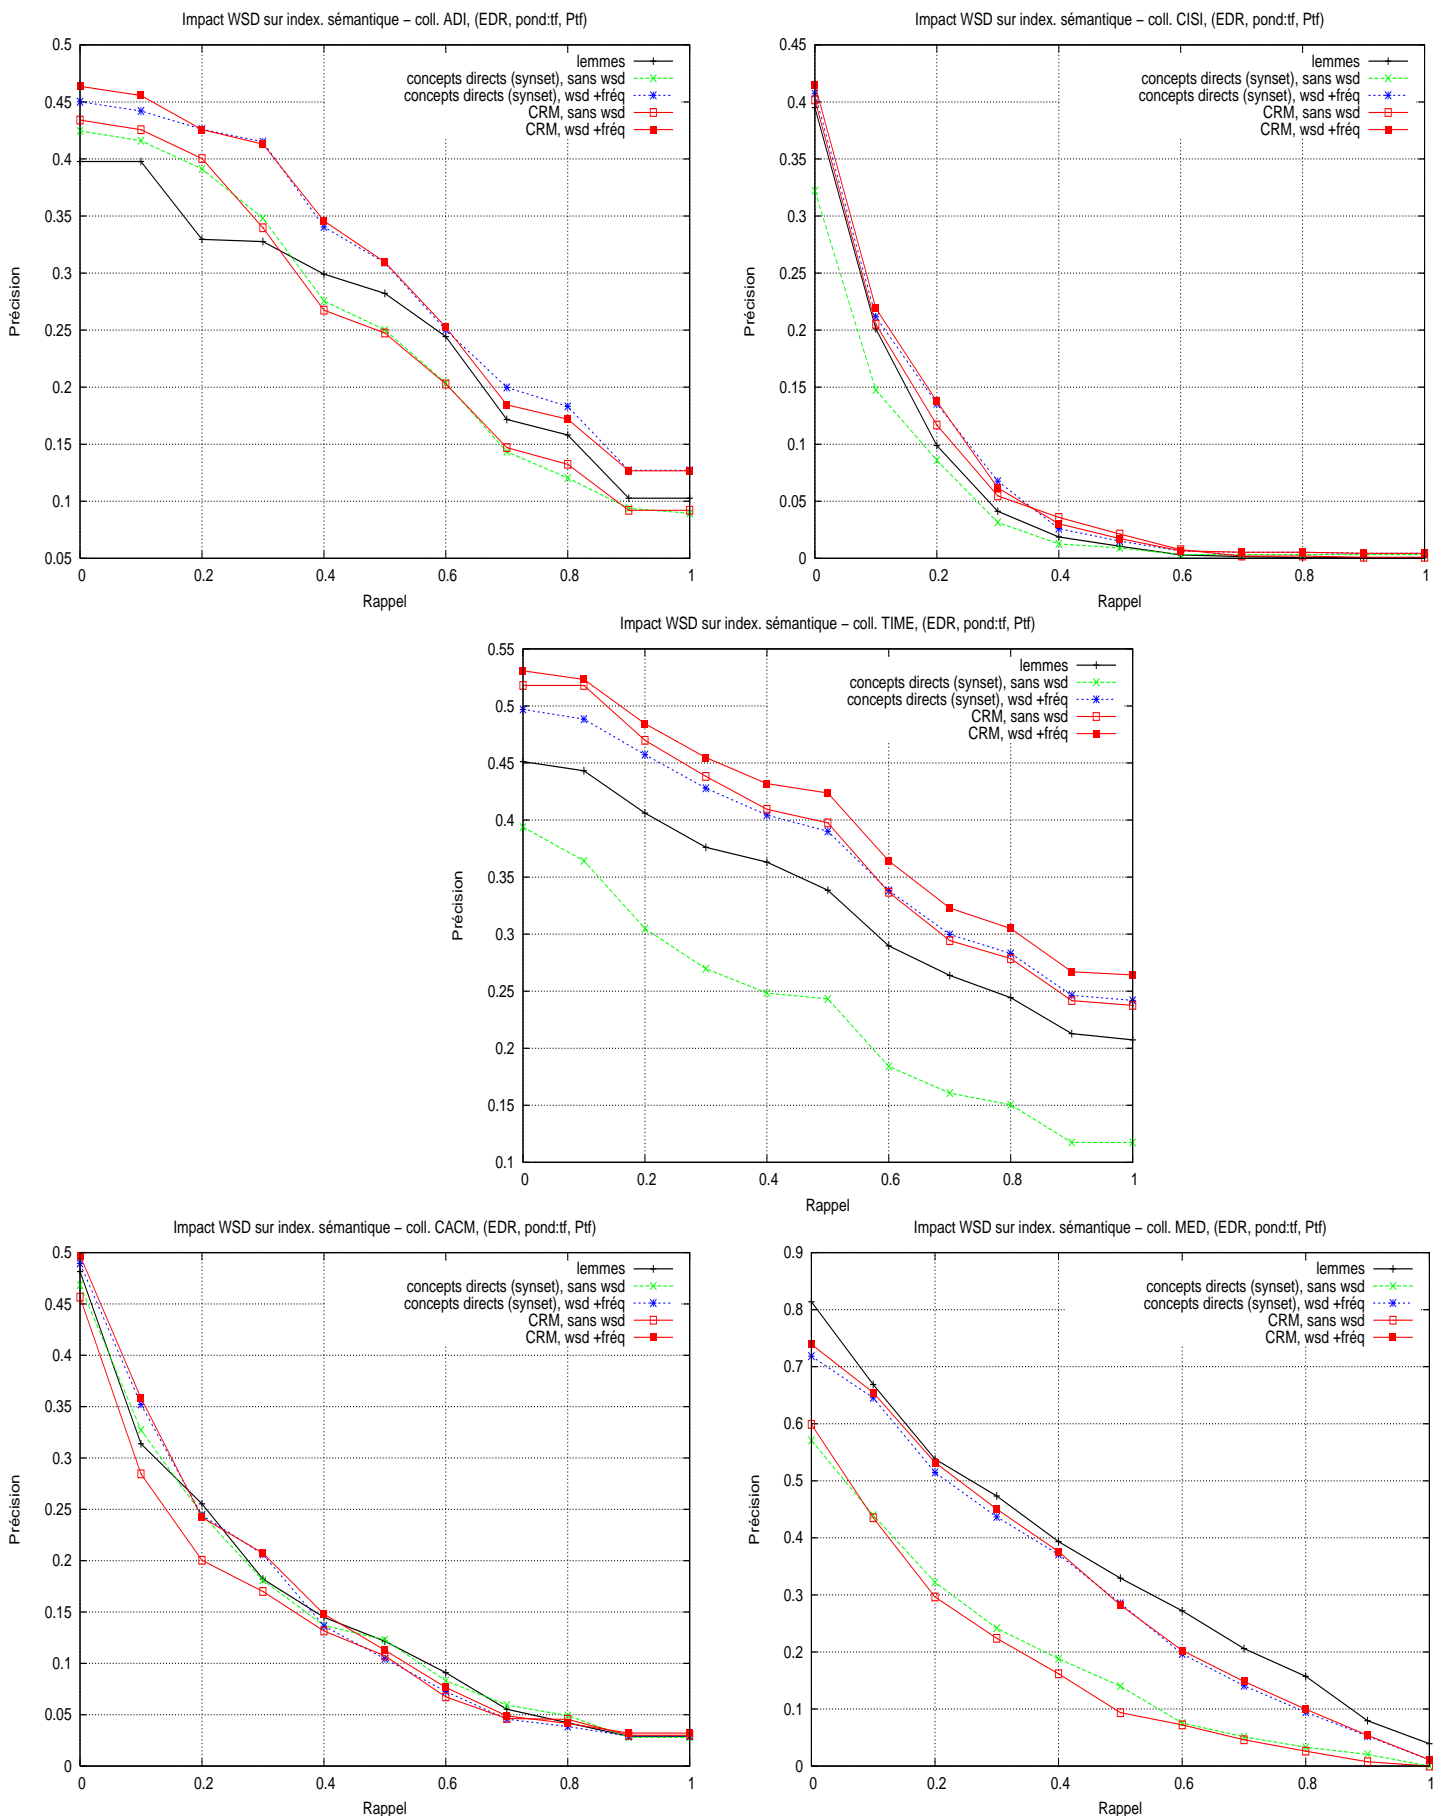 Impact WSD sur index. sémantique – coll. ADI, (EDR, pond:tf, Ptf)
0.5
0.45
0.4
0.35
0.3
0.25
0.2
0.15
0.1
0.05
0 0.2 0.4 0.6 0.8 1
Précision
Rappel
lemmes
concepts directs (synset), sans wsd
concepts directs (synset), wsd +fréq
CRM, sans wsd
CRM, wsd +fréq
Impact WSD sur index. sémantique – coll. CISI, (EDR, pond:tf, Ptf)
0.45
0.4
0.35
0.3
0.25
0.2
0.15
0.1
0.05
0
0 0.2 0.4 0.6 0.8 1
Précision
Rappel
lemmes
concepts directs (synset), sans wsd
concepts directs (synset), wsd +fréq
CRM, sans wsd
CRM, wsd +fréq
Impact WSD sur index. sémantique – coll. TIME, (EDR, pond:tf, Ptf)
0.55
0.5
0.45
0.4
0.35
0.3
0.25
0.2
0.15
0.1
0 0.2 0.4 0.6 0.8 1
Précision
Rappel
lemmes
concepts directs (synset), sans wsd
concepts directs (synset), wsd +fréq
CRM, sans wsd
CRM, wsd +fréq
Impact WSD sur index. sémantique – coll. CACM, (EDR, pond:tf, Ptf)
0.5
0.45
0.4
0.35
0.3
0.25
0.2
0.15
0.1
0.05
0
0 0.2 0.4 0.6 0.8 1
Précision
Rappel
lemmes
concepts directs (synset), sans wsd
concepts directs (synset), wsd +fréq
CRM, sans wsd
CRM, wsd +fréq
Impact WSD sur index. sémantique – coll. MED, (EDR, pond:tf, Ptf)
0.9
0.8
0.7
0.6
0.5
0.4
0.3
0.2
0.1
0
0 0.2 0.4 0.6 0.8 1
Précision
Rappel
lemmes
concepts directs (synset), sans wsd
concepts directs (synset), wsd +fréq
CRM, sans wsd
CRM, wsd +fréq